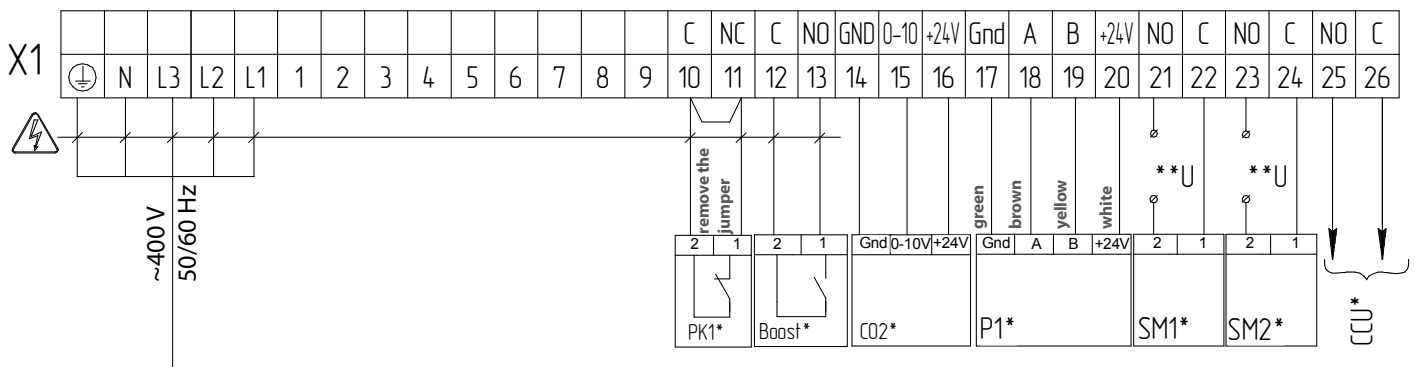 X1
C NC C NO GND 0-10 +24V Gnd A B +24V NO C NO C NO C
N L3 L2 L1 1 2 3 4 5 6 7 8 9 10 11 12 13 14 15 16 17 18 19 20 21 22 23 24 25 26
~400 V
50/60 Hz
remove the
jumper
green
brown
yellow
white
**U
**U
2 1
2 1
Gnd 0-10V +24V
Gnd A B +24V
2 1
2 1
PK1*
Boost*
CO2*
P1*
SM1*
SM2*
CCU*